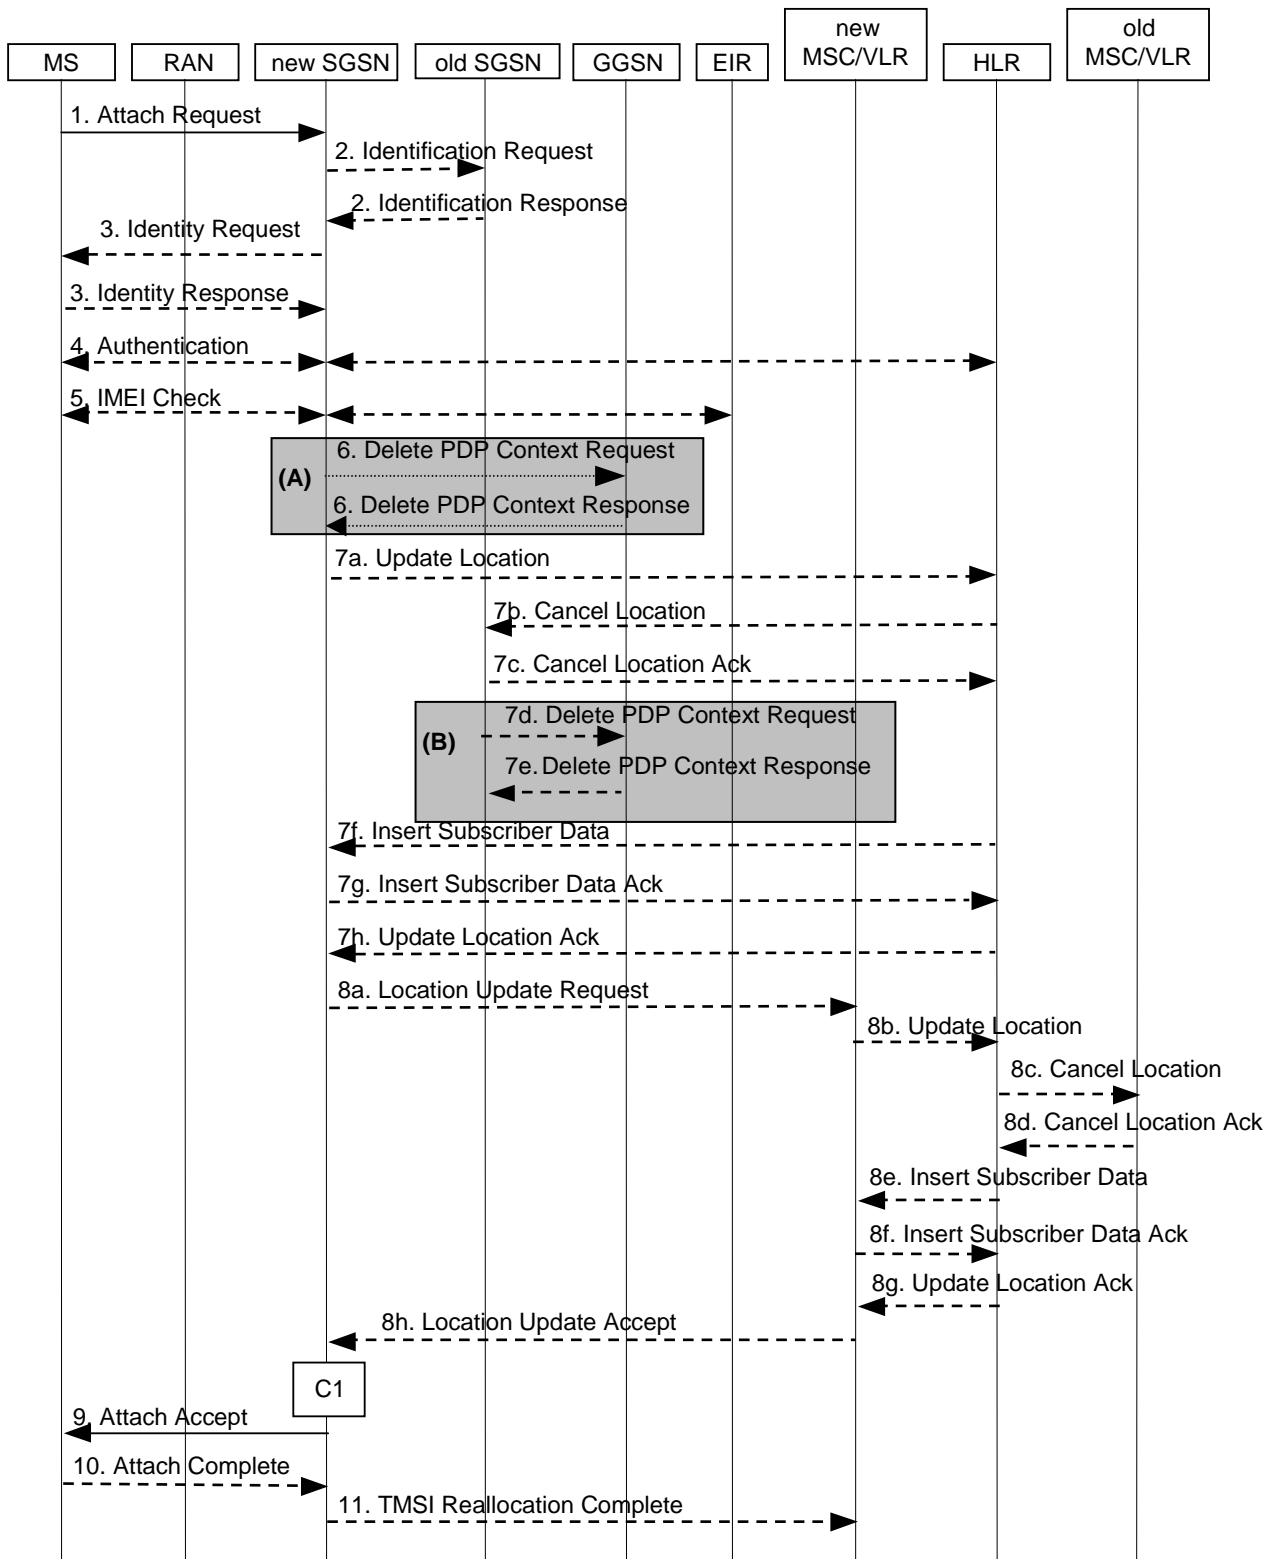 new
MSC/VLR
old
MSC/VLR
MS
RAN
new SGSN
old SGSN
GGSN
EIR
HLR
1. Attach Request
2. Identification Request
2. Identification Response
3. Identity Request
3. Identity Response
4. Authentication
5. IMEI Check
6. Delete PDP Context Request
(A)
6. Delete PDP Context Response
7a. Update Location
7b. Cancel Location
7c. Cancel Location Ack
7d. Delete PDP Context Request
(B)
7e. Delete PDP Context Response
7f. Insert Subscriber Data
7g. Insert Subscriber Data Ack
7h. Update Location Ack
8a. Location Update Request
8b. Update Location
8c. Cancel Location
8d. Cancel Location Ack
8e. Insert Subscriber Data
8f. Insert Subscriber Data Ack
8g. Update Location Ack
8h. Location Update Accept
C1
9. Attach Accept
10. Attach Complete
11. TMSI Reallocation Complete